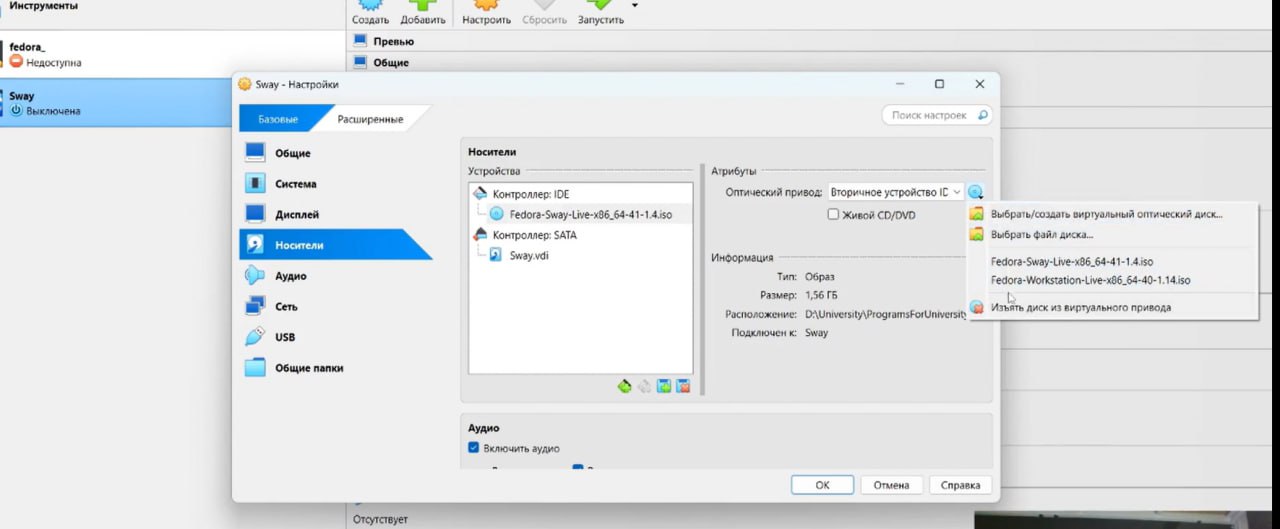 Инструменты
Создать Добавить Настроить Сбросить Запустить
fedora_
Недоступна
Превью
Общие
Sway
Выключена
Sway - Настройки
Базовые Расширенные
Поиск настроек
Общие
Система
Дисплей
Носители
Аудио
Сеть
USB
Общие папки
Носители
Устройства
Контроллер: IDE
Fedora-Sway-Live-x86_64-41-1.4.iso
Контроллер: SATA
Sway.vdi
Атрибуты
Оптический привод: Вторичное устройство ID
Живой CD/DVD
Информация
Тип: Образ
Размер: 1,56 ГБ
Расположение: D:\University\ProgramsForUniversity
Подключен к: Sway
Выбрать/создать виртуальный оптический диск...
Выбрать файл диска...
Fedora-Sway-Live-x86_64-41-1.4.iso
Fedora-Workstation-Live-x86_64-40-1.14.iso
Изъять диск из виртуального привода
Аудио
Включить аудио
OK Отмена Справка
Отсутствует